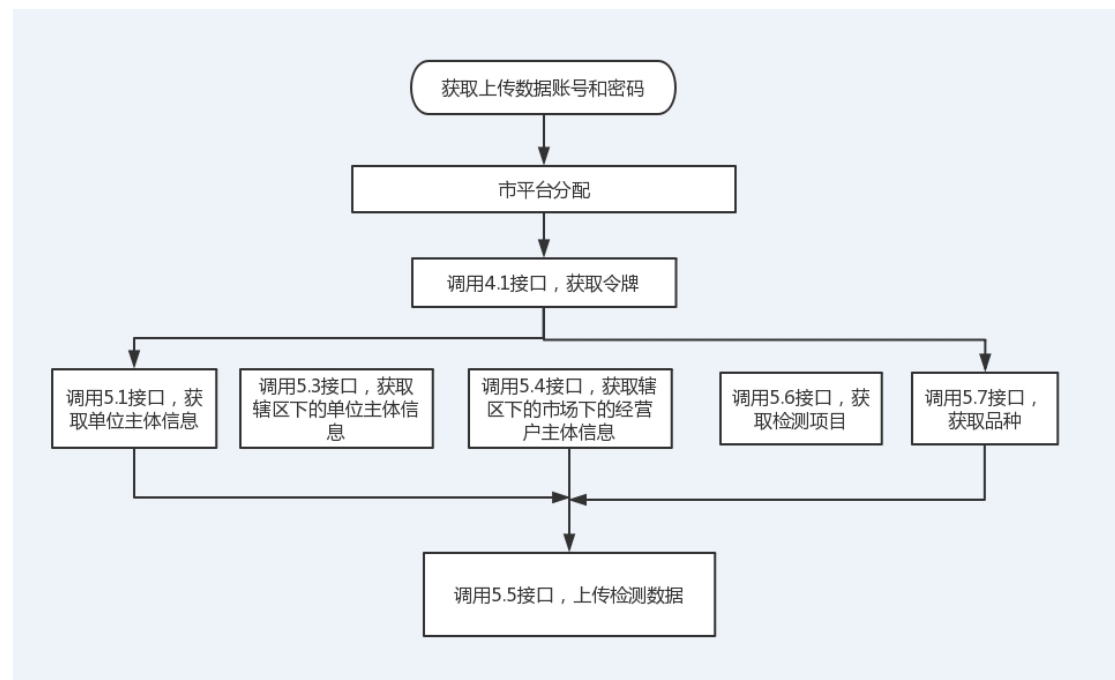 获取上传数据账号和密码
市平台分配
调用4.1接口，获取令牌
调用5.1接口，获
取单位主体信息
调用5.3接口，获取
辖区下的单位主体信
息
调用5.4接口，获取辖
区下的市场下的经营
户主体信息
调用5.6接口，获
取检测项目
调用5.7接口，
获取品种
调用5.5接口，上传检测数据